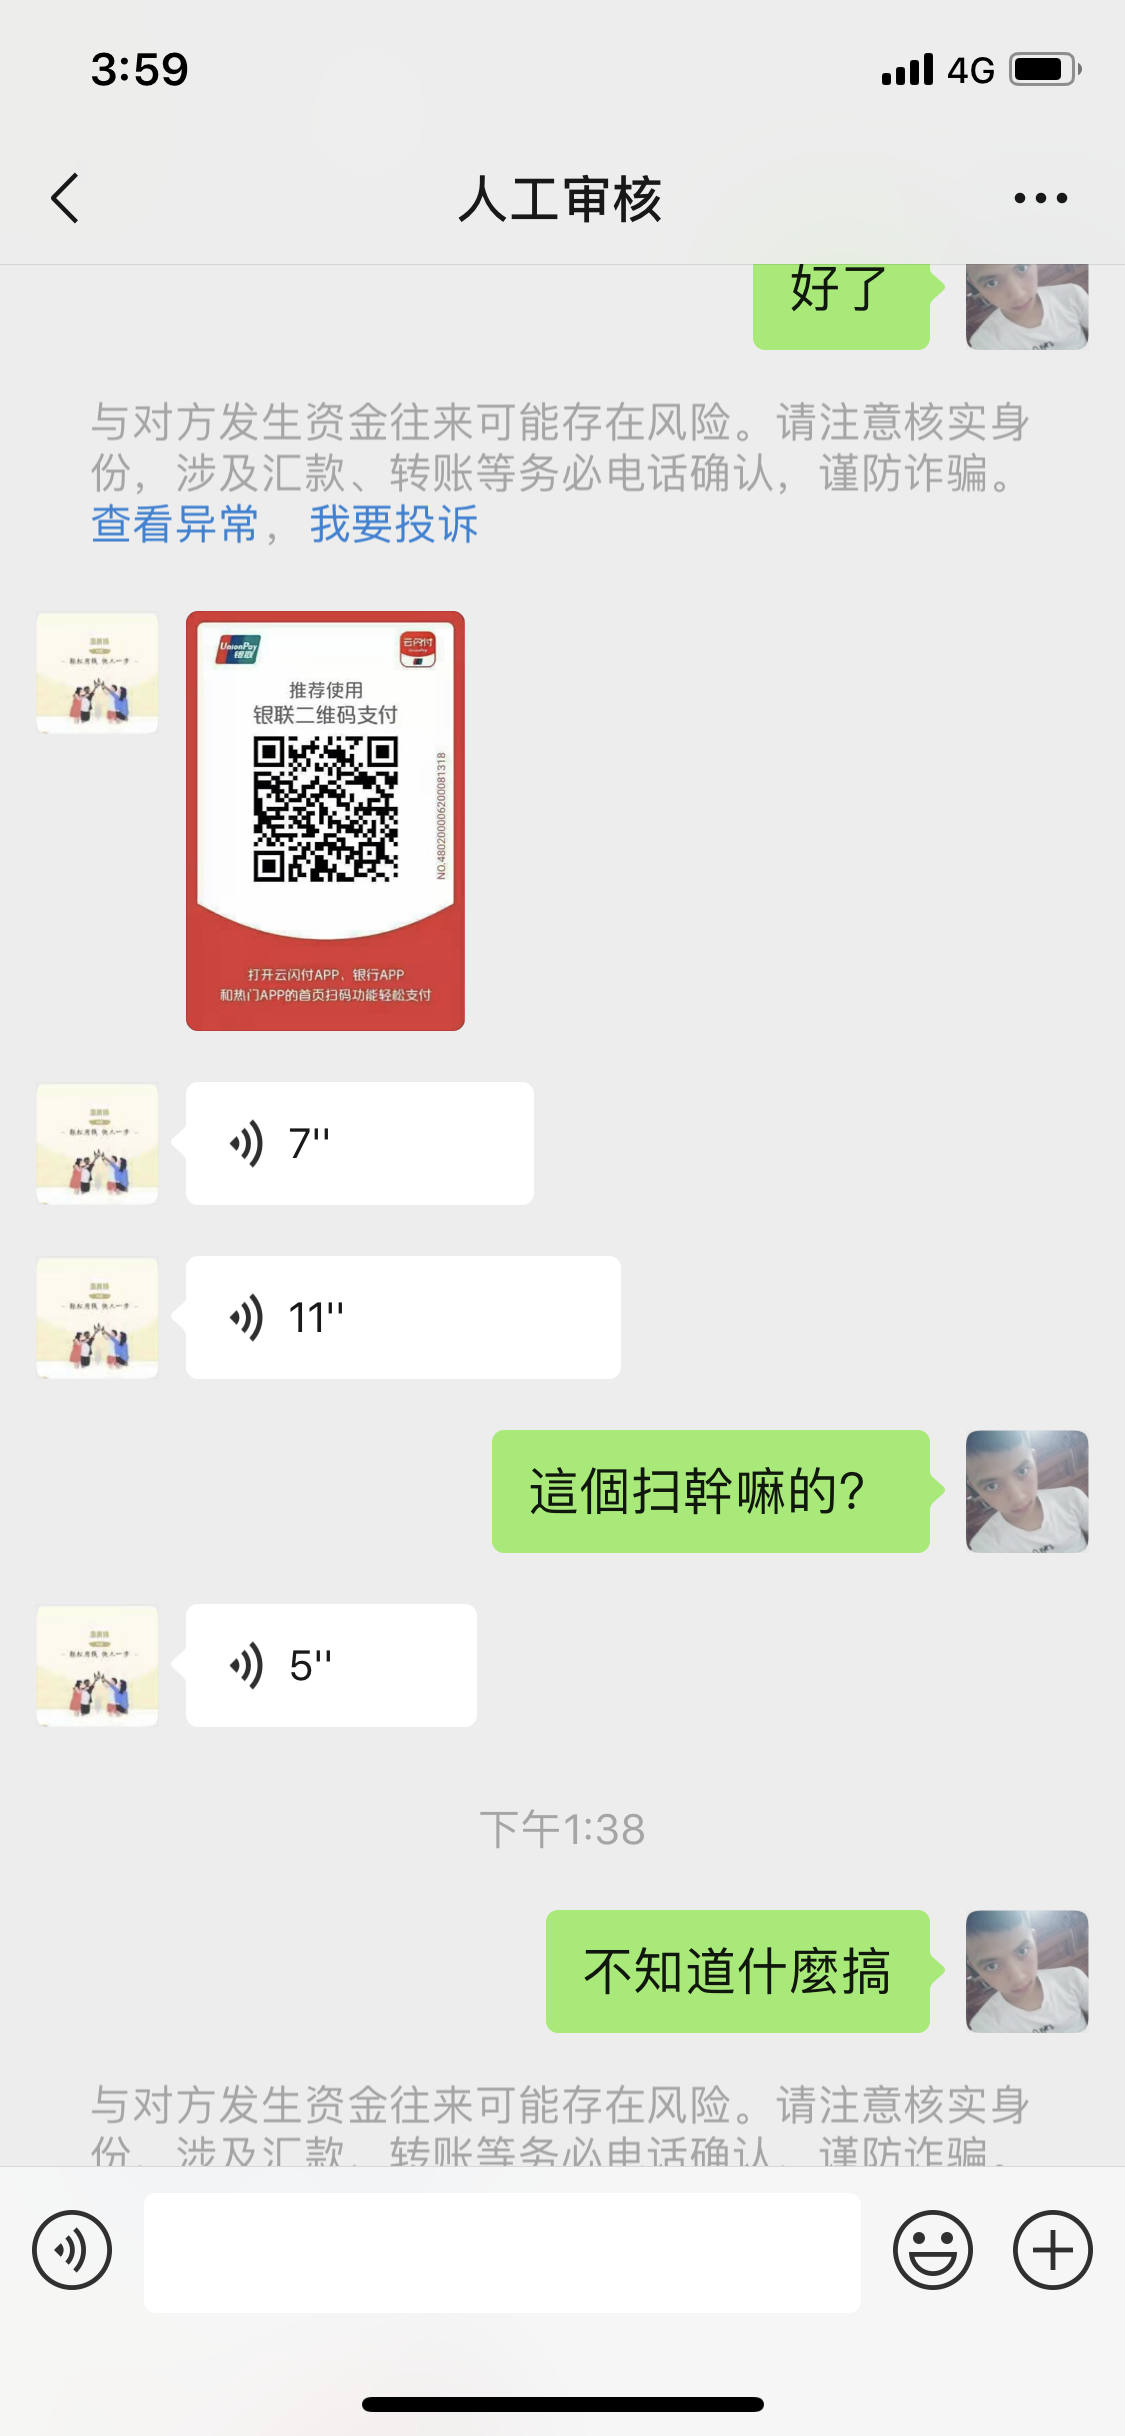 3:59
4G
人工审核
好了
与对方发生资金往来可能存在风险。请注意核实身
份，涉及汇款、转账等务必电话确认，谨防诈骗。
查看异常，我要投诉
UnionPay
银联
云闪付
推荐使用
银联二维码支付
NO.480200006200081318
打开云闪付APP、银行APP
和热门APP的首页扫码功能轻松支付
7''
11''
這個扫幹嘛的?
5''
下午1:38
不知道什麼搞
与对方发生资金往来可能存在风险。请注意核实身
份，涉及汇款、转账等务必电话确认，谨防诈骗。